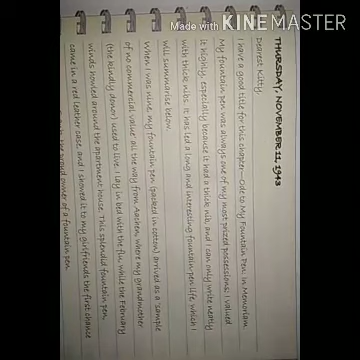 Made with
KINEMASTER
THURSDAY, NOVEMBER 11, 1943
Dearest Kitty,
I have a good title for this chapter—Ode to My Fountain Pen: In Memoriam
My fountain pen was always one of my most prized possessions; I valued
it highly, especially because it had a thick nib, and I can only write neatly
with thick nibs. It has led a long and interesting fountain-pen life, which I
will summarise below.
When I was nine, my fountain pen (packed in cotton) arrived as a 'sample
of no commercial value' all the way from Aachen, where my grandmother
(the kindly donor) used to live. I lay in bed with the flu, while the February
winds howled around the apartment house. This splendid fountain pen
came in a red leather case, and I showed it to my girlfriends the first chance
the proud owner of a fountain pen.